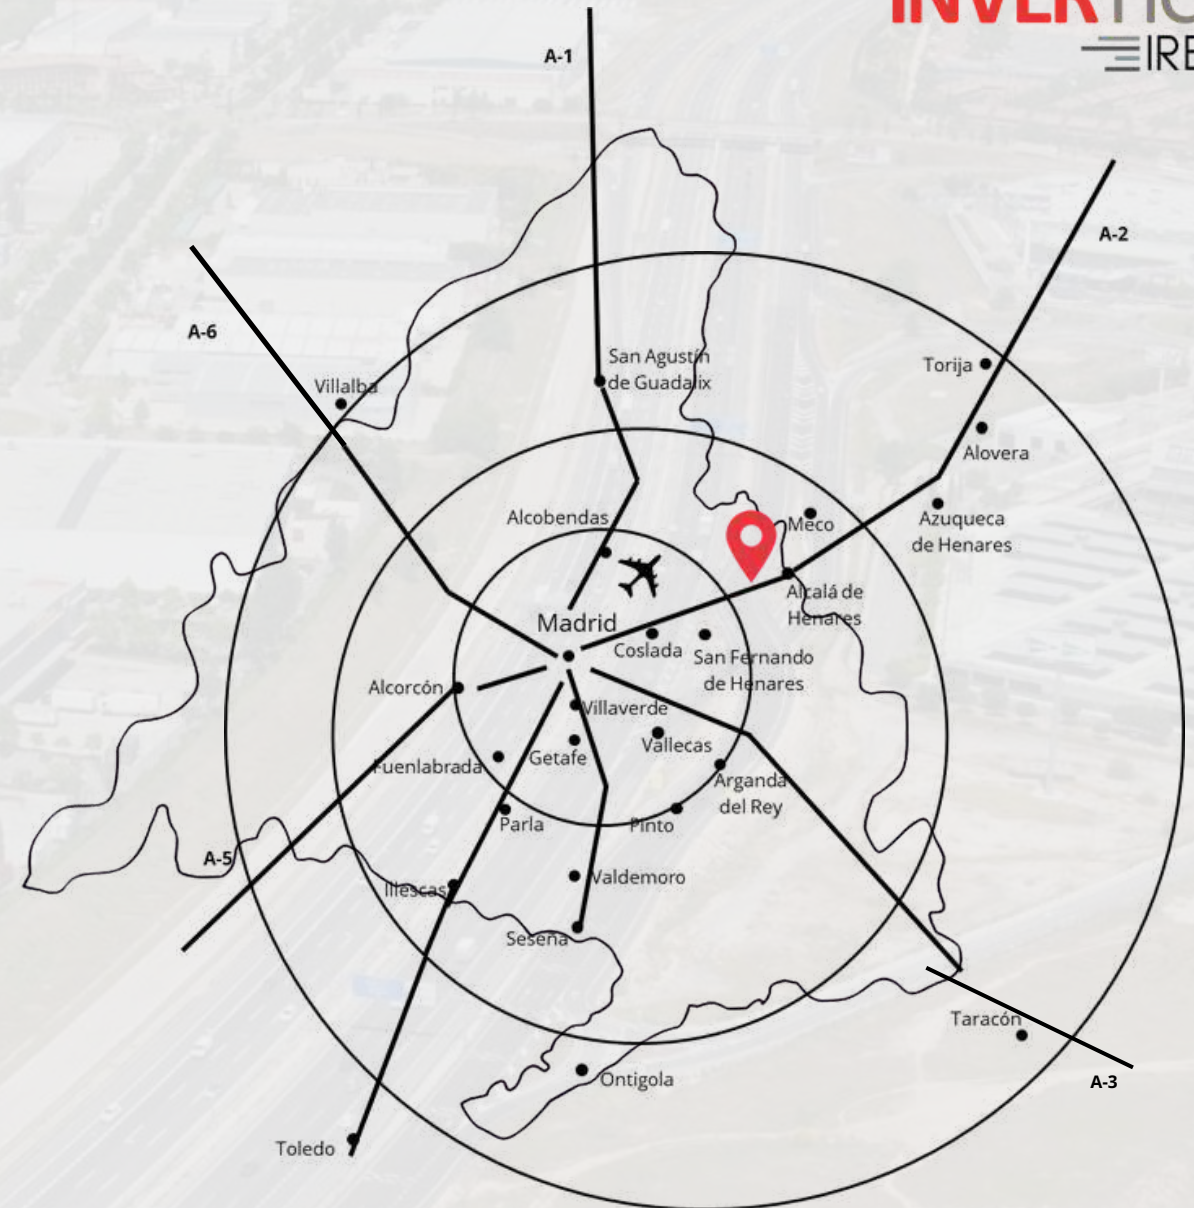 A-1
A-2
A-6
San Agustín
de Guadalix
Torija
Villalba
Alovera
Alcobendas
Meco
Azuqueca
de Henares
Alcalá de
Henares
Madrid
Coslada
San Fernando
de Henares
Alcorcón
Villaverde
Vallecas
Getafe
Fuenlabrada
Arganda
del Rey
Parla
Pinto
A-5
Valdemoro
Illescas
Seseña
Taracón
Ontigola
A-3
Toledo